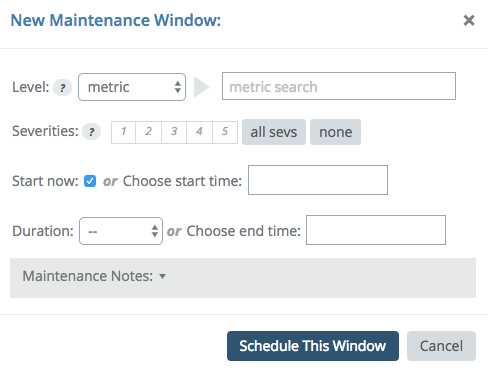 New Maintenance Window: ×
Level: ? metric metric search
Severities: ? 1 2 3 4 5 all sevs none
Start now: or Choose start time:
Duration: -- or Choose end time:
Maintenance Notes:
Schedule This Window Cancel